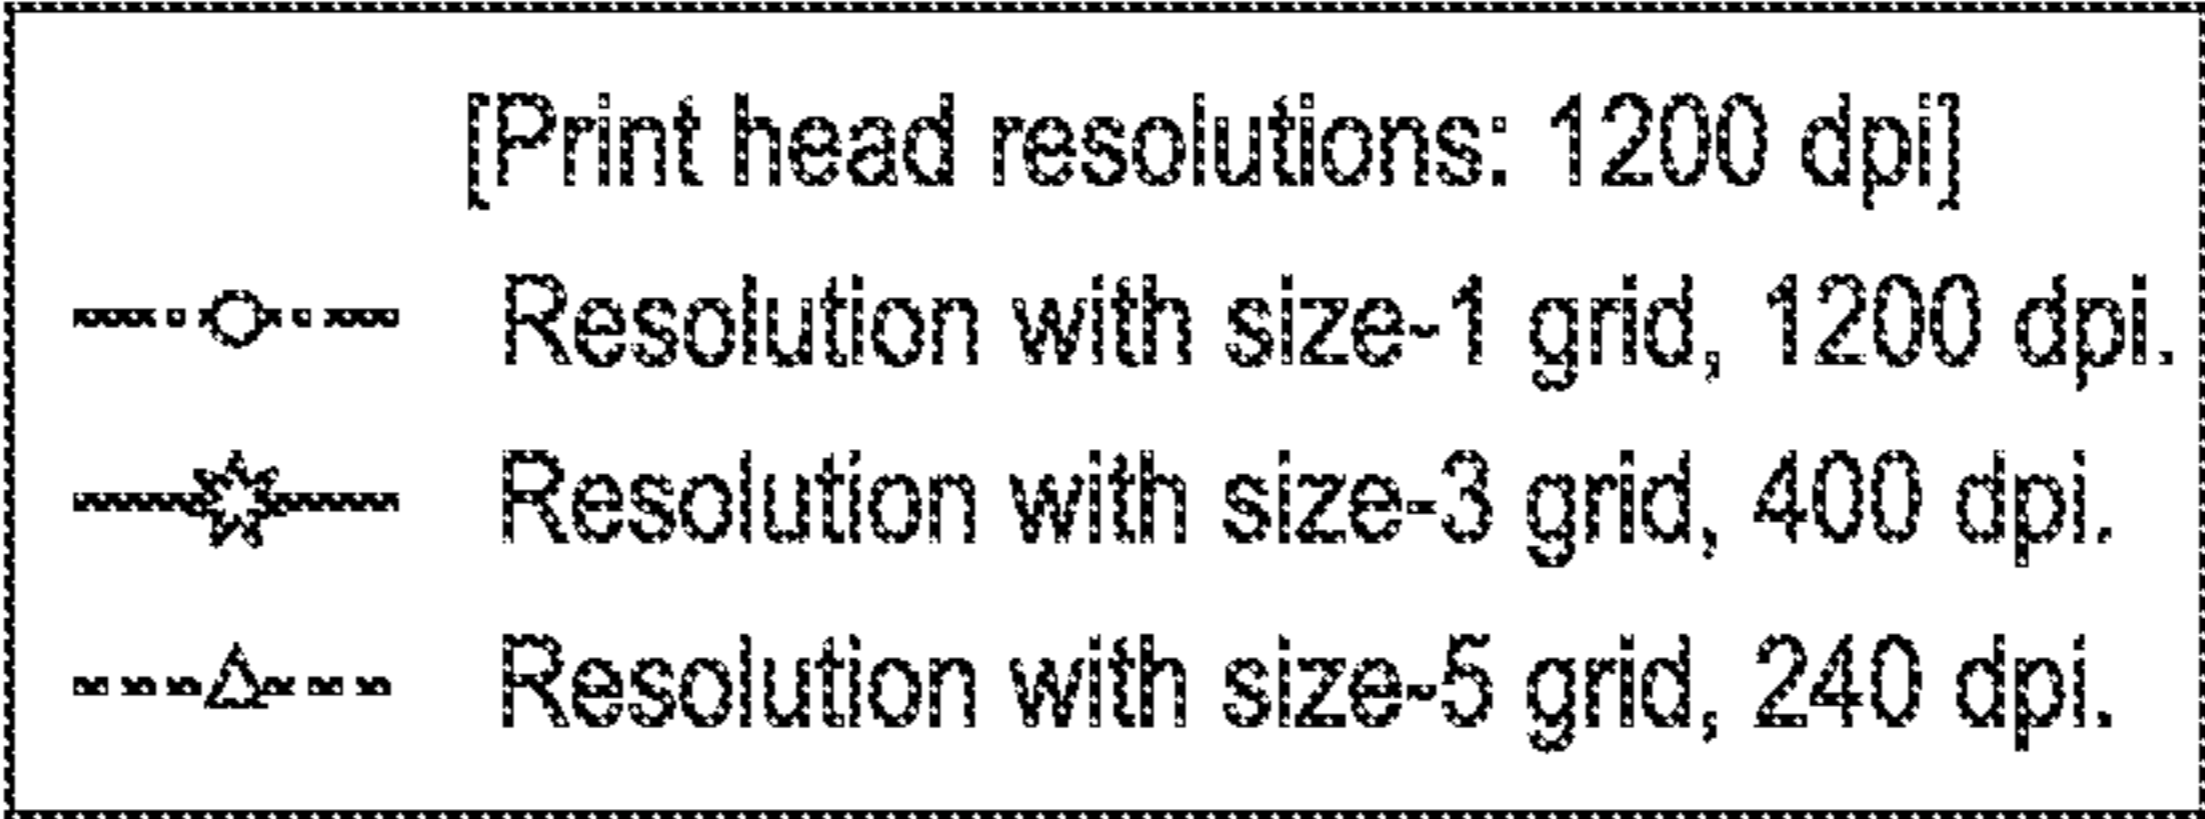 [Print head resolutions: 1200 dpi]
Resolution with size-1 grid, 1200 dpi.
Resolution with size-3 grid, 400 dpi.
Resolution with size-5 grid, 240 dpi.